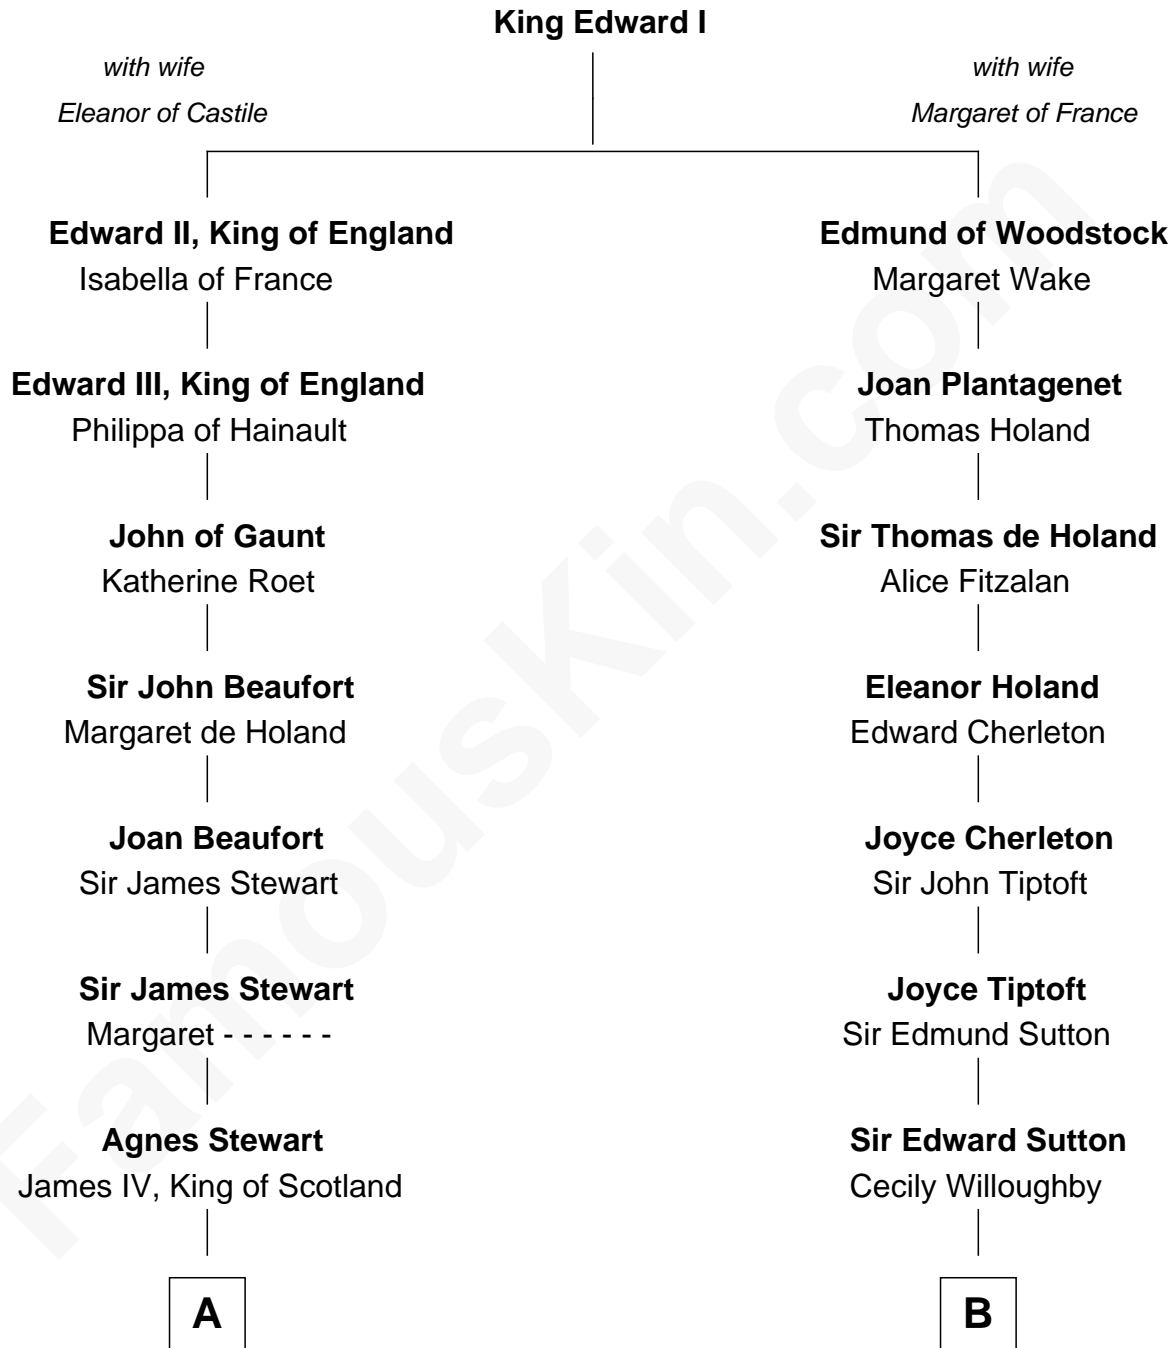 King Edward I
with wife
Eleanor of Castile
with wife
Margaret of France
Edward II, King of England
Isabella of France
Edmund of Woodstock
Margaret Wake
Edward III, King of England
Philippa of Hainault
Joan Plantagenet
Thomas Holand
John of Gaunt
Katherine Roet
Sir Thomas de Holand
Alice Fitzalan
Sir John Beaufort
Margaret de Holand
Eleanor Holand
Edward Cherleton
Joan Beaufort
Sir James Stewart
Joyce Cherleton
Sir John Tiptoft
Sir James Stewart
Margaret - - - - - -
Joyce Tiptoft
Sir Edmund Sutton
Agnes Stewart
James IV, King of Scotland
Sir Edward Sutton
Cecily Willoughby
A
B
FamousKin.com